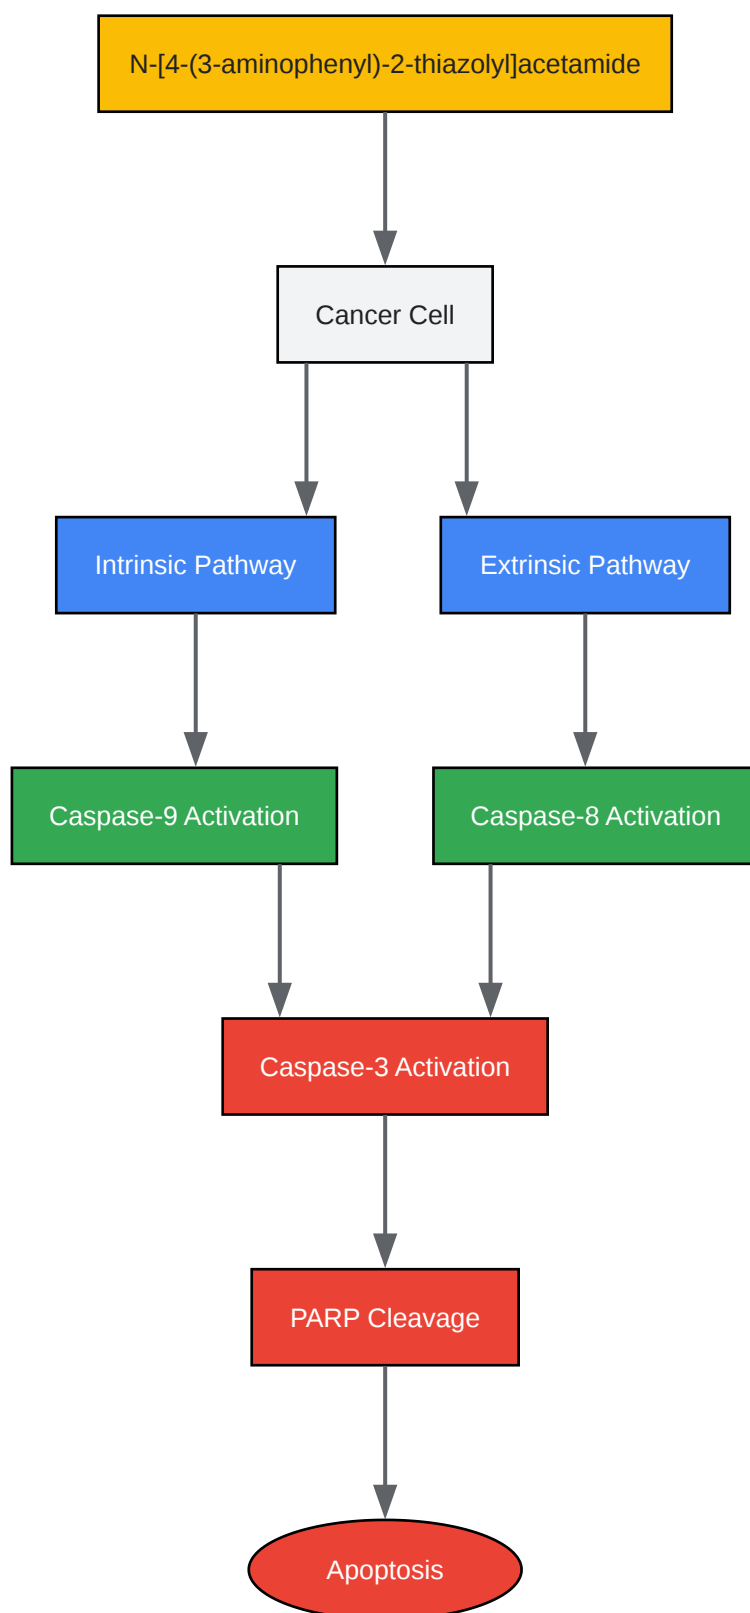 N-[4-(3-aminophenyl)-2-thiazolyl]acetamide
Cancer Cell
Intrinsic Pathway
Extrinsic Pathway
Caspase-9 Activation
Caspase-8 Activation
Caspase-3 Activation
PARP Cleavage
Apoptosis